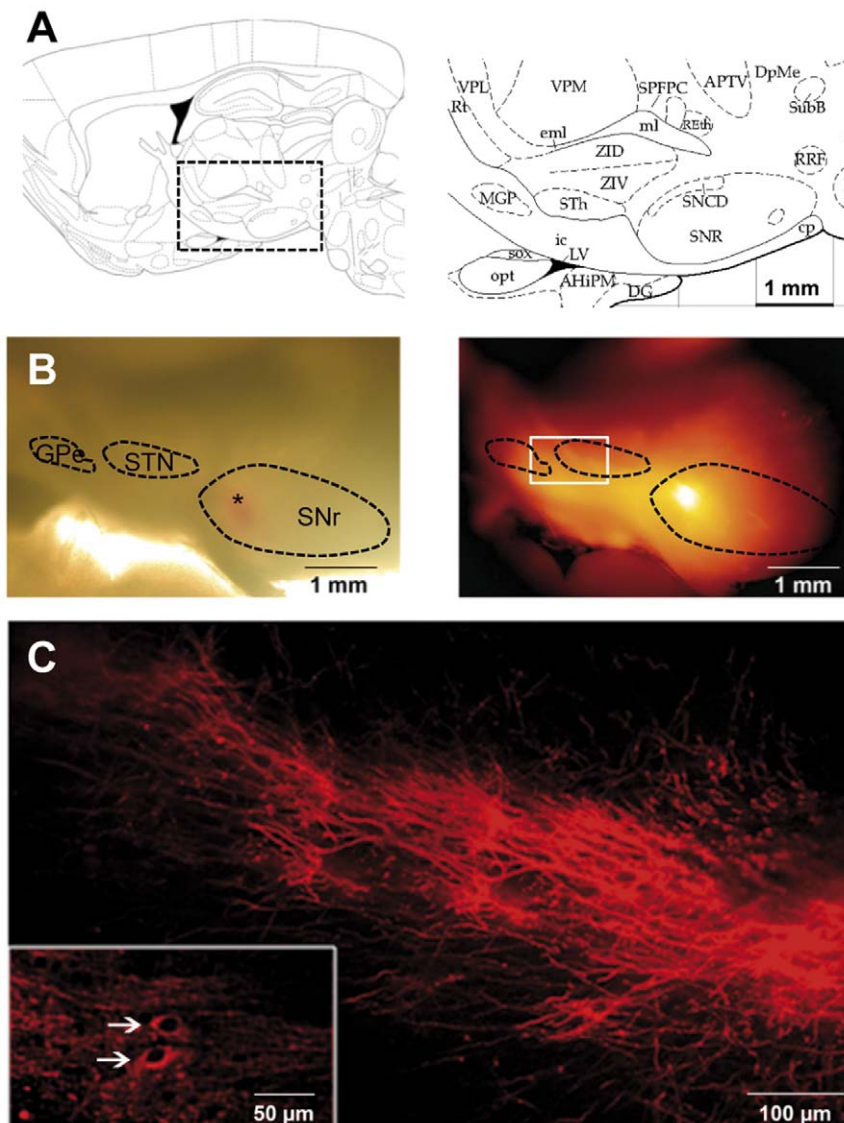 A
VPL
VPM
SPFPC
APTV
DpMe
Rt
SubB
eml
ml
REth
ZID
RRF
ZIV
MGP
STh
SNCD
SNR
ic
cp
sox
LV
opt
AHiPM
DG
1 mm
B
GPe
STN
*
SNr
1 mm
1 mm
C
50 µm
100 µm